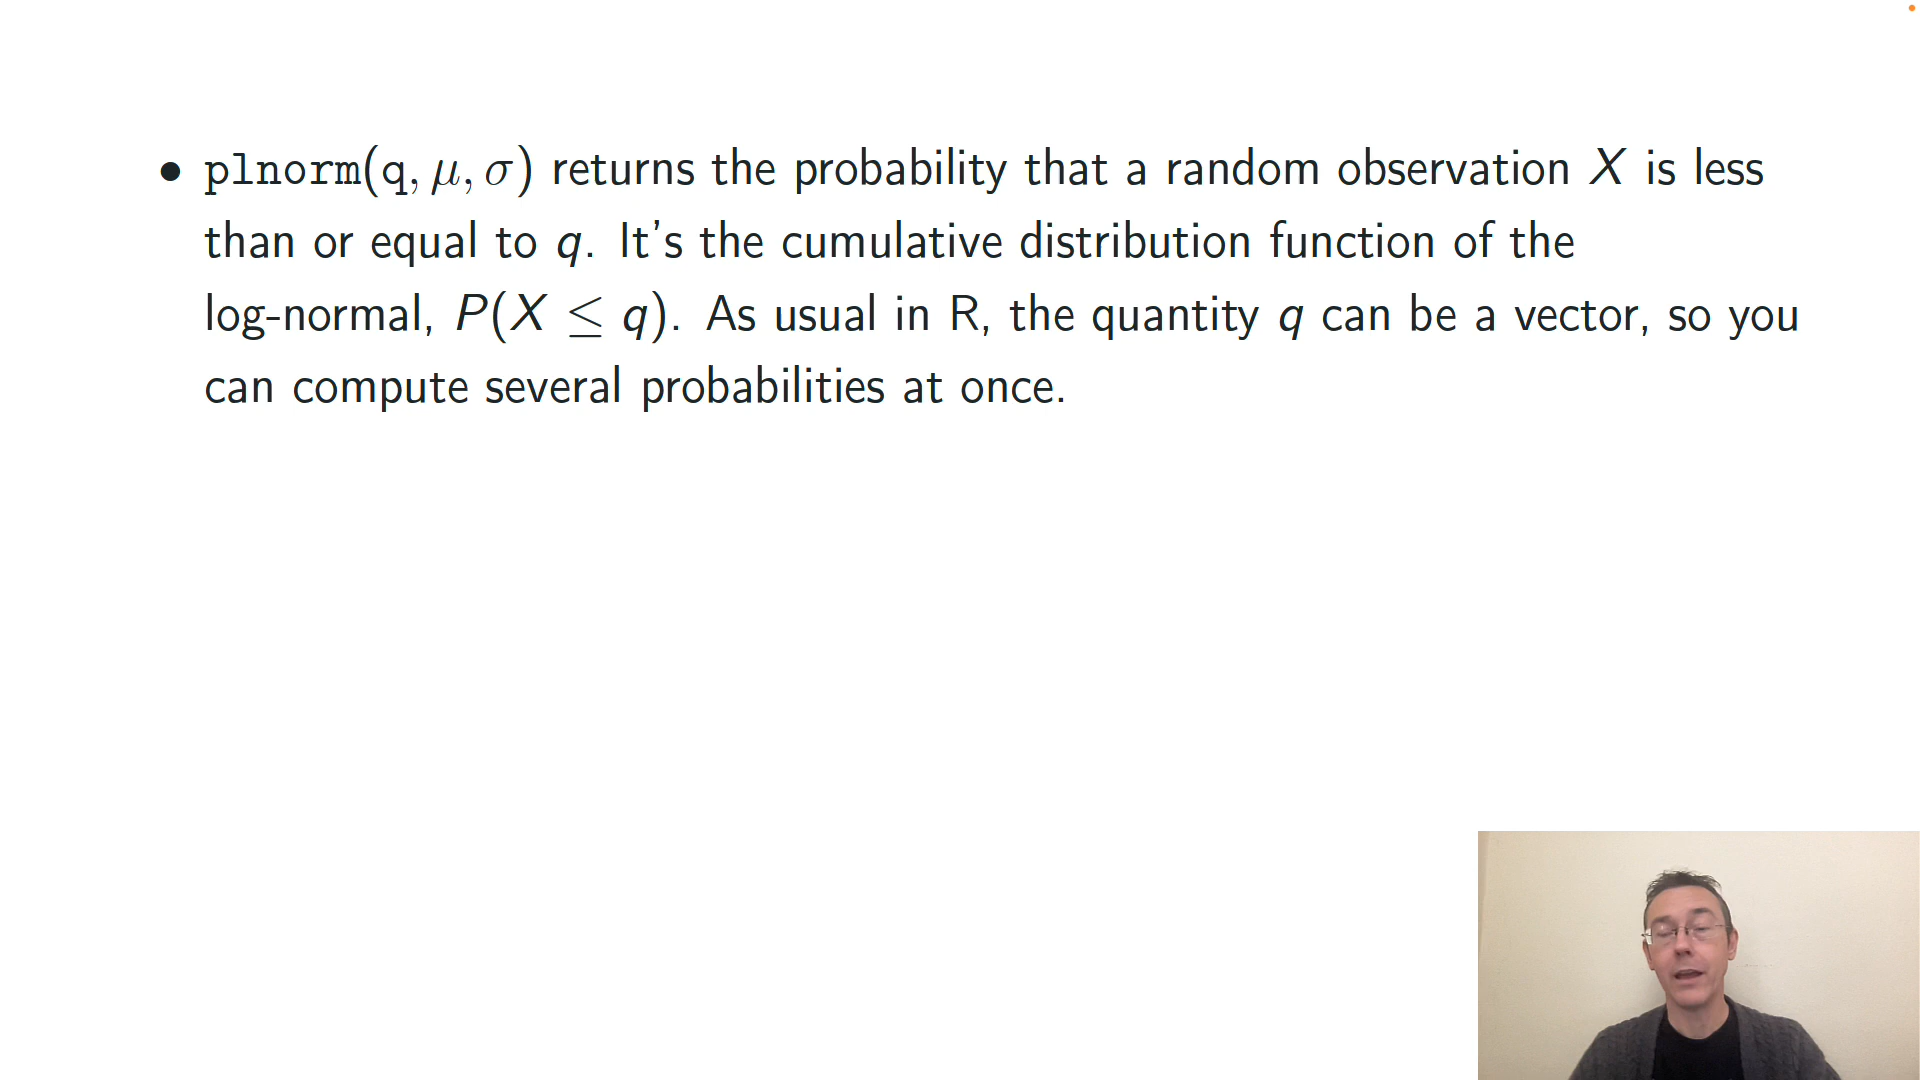 • plnorm(q, μ, σ) returns the probability that a random observation X is less
than or equal to q. It's the cumulative distribution function of the
log-normal, P(X ≤ q). As usual in R, the quantity q can be a vector, so you
can compute several probabilities at once.